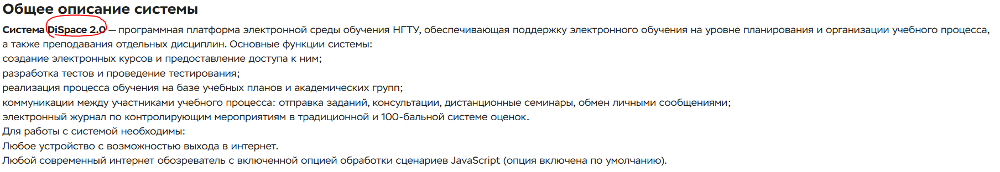 Общее описание системы
Система DiSpace 2.0 — программная платформа электронной среды обучения НГТУ, обеспечивающая поддержку электронного обучения на уровне планирования и организации учебного процесса,
а также преподавания отдельных дисциплин. Основные функции системы:
создание электронных курсов и предоставление доступа к ним;
разработка тестов и проведение тестирования;
реализация процесса обучения на базе учебных планов и академических групп;
коммуникации между участниками учебного процесса: отправка заданий, консультации, дистанционные семинары, обмен личными сообщениями;
электронный журнал по контролирующим мероприятиям в традиционной и 100-бальной системе оценок.
Для работы с системой необходимы:
Любое устройство с возможностью выхода в интернет.
Любой современный интернет обозреватель с включенной опцией обработки сценариев JavaScript (опция включена по умолчанию).